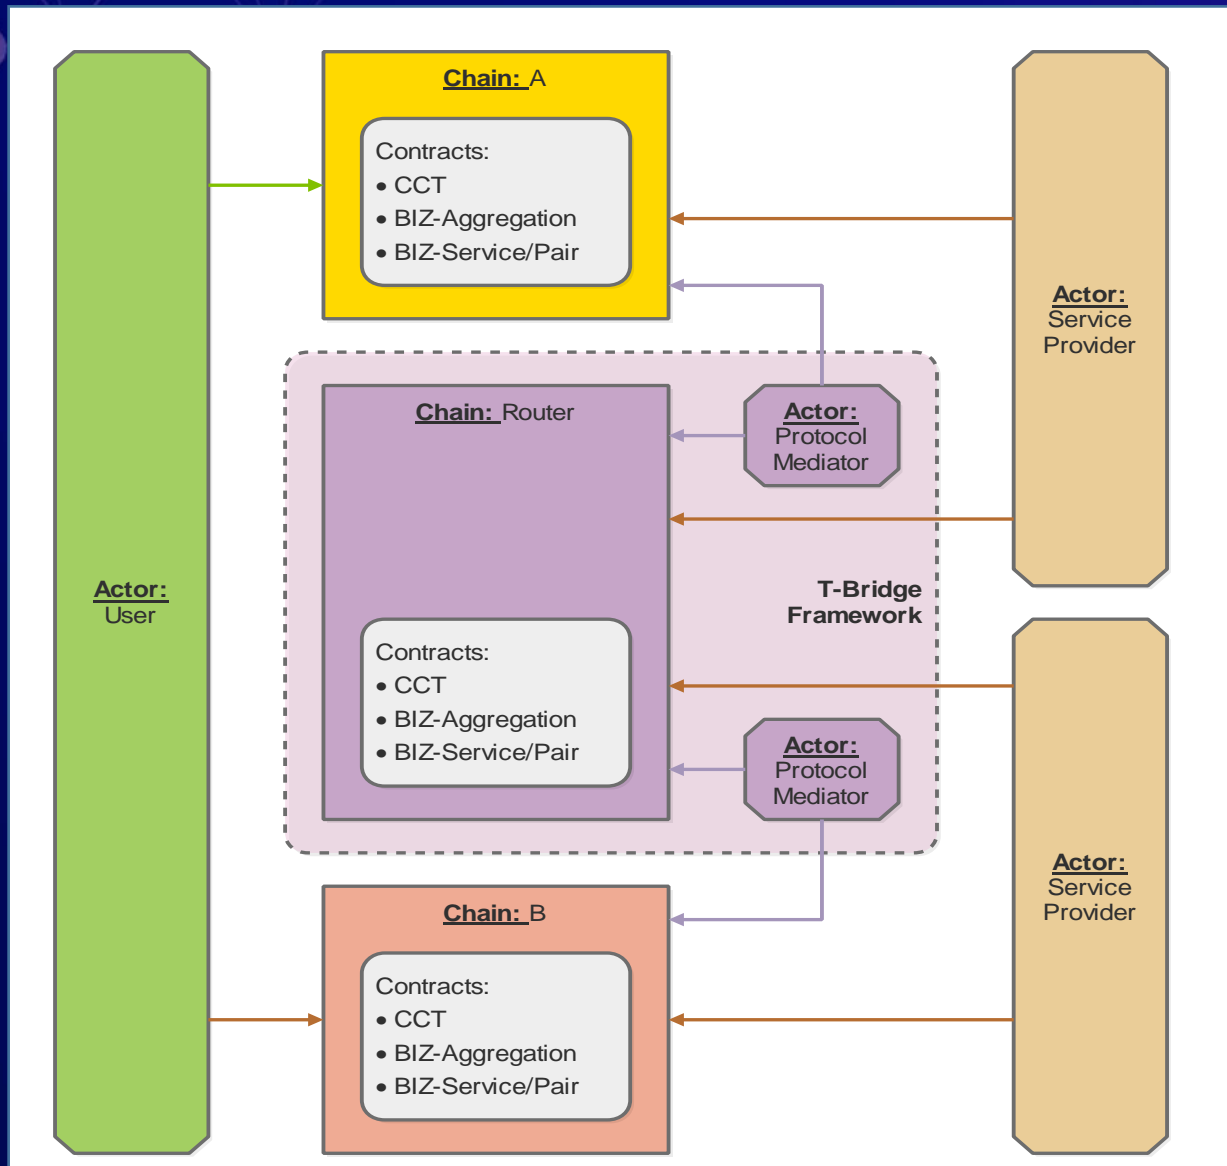 Actor:
User
Chain: A
Contracts:
• CCT
• BIZ-Aggregation
• BIZ-Service/Pair
Actor:
Service
Provider
Chain: Router
Actor:
Protocol
Mediator
T-Bridge
Framework
Contracts:
• CCT
• BIZ-Aggregation
• BIZ-Service/Pair
Actor:
Protocol
Mediator
Actor:
Service
Provider
Chain: B
Contracts:
• CCT
• BIZ-Aggregation
• BIZ-Service/Pair